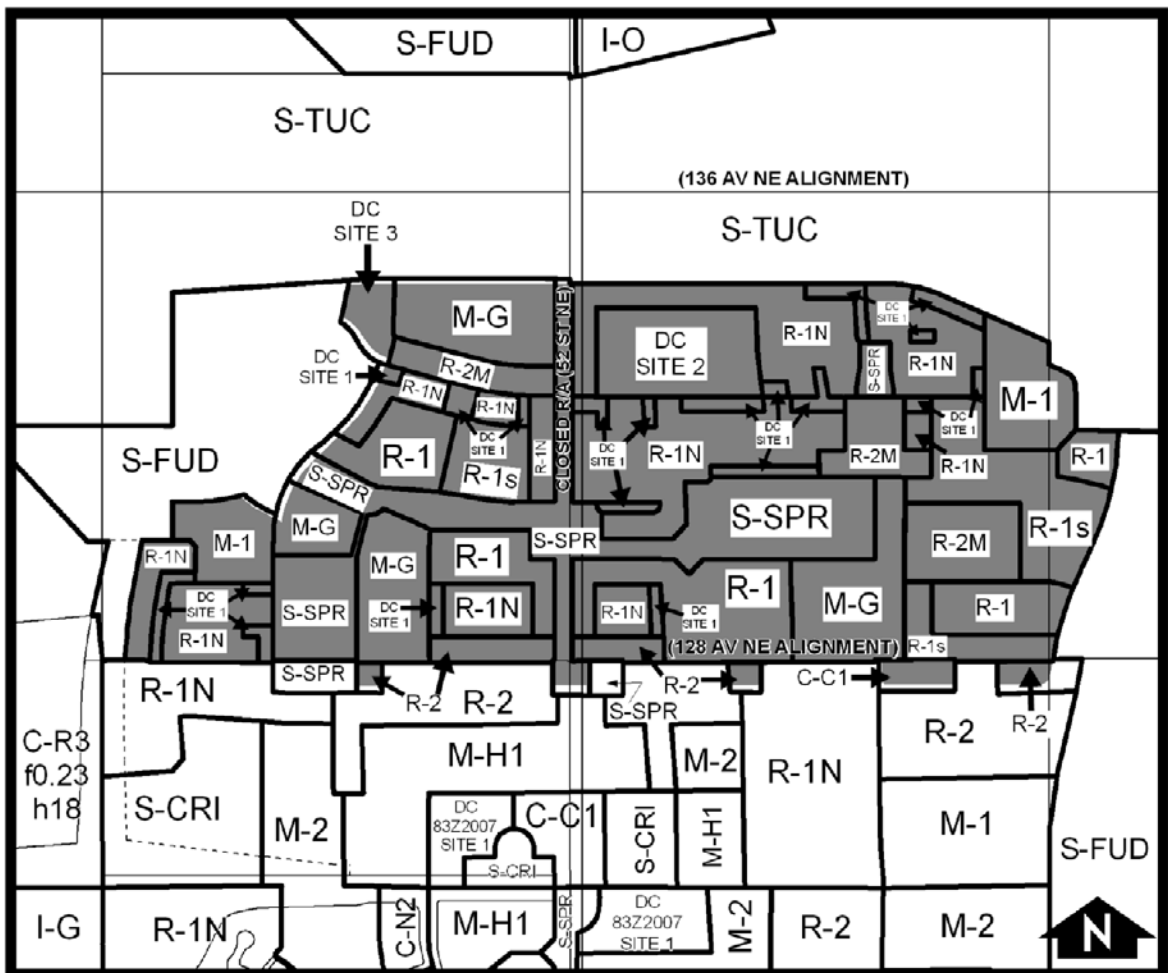 S-FUD
I-O
S-TUC
(136 AV NE ALIGNMENT)
DC
SITE 3
S-TUC
M-G
CLOSED R/A (52 ST NE)
DC
SITE 1
R-1N
R-2M
DC
SITE 2
S-SPR
R-1N
DC
SITE 1
R-1N
R-1N
M-1
R-1
R-1s
DC
SITE 1
R-1N
DC
SITE 1
R-1N
DC
SITE 1
R-2M
DC
SITE 1
R-1N
R-1
S-FUD
S-SPR
M-G
M-1
S-SPR
S-SPR
R-1s
R-2M
R-1N
M-G
R-1
DC
SITE 1
R-1N
S-SPR
DC
SITE 1
R-1N
R-1N
DC
SITE 1
R-1
M-G
R-1
(128 AV NE ALIGNMENT)
R-1s
S-SPR
R-1N
R-2
R-2
S-SPR
R-2
C-C1
R-2
R-2
C-R3
f0.23
h18
S-CRI
M-H1
M-2
R-1N
M-2
DC
83Z2007
SITE 1
C-C1
S-CRI
S-CRI
M-H1
M-1
S-FUD
I-G
R-1N
C-N2
M-H1
S-SPR
DC
83Z2007
SITE 1
M-2
R-2
M-2
N